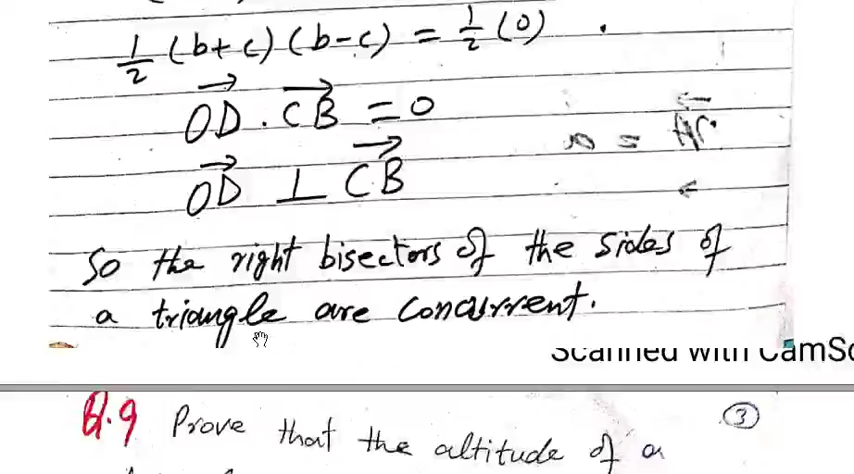 1/2 (b+c)(b-c) = 1/2 (0) .
OD⃗ . CB⃗ = 0
OD⃗ ⊥ CB⃗
So the right bisectors of the sides of
a triangle are concurrent.
Scanned with CamSc
Q.9 Prove that the altitude of a
③